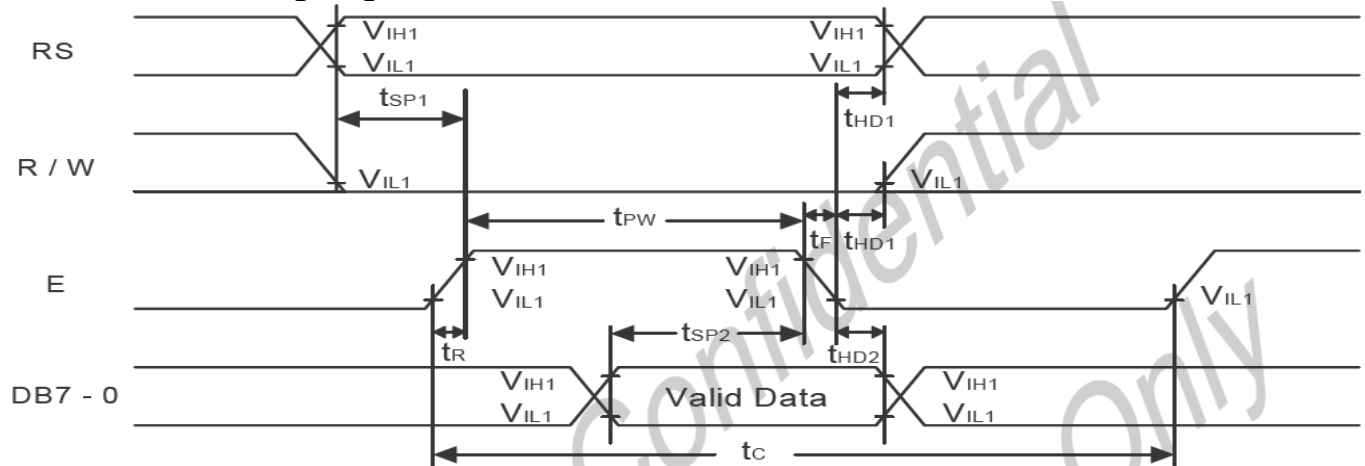 RS
VIH1
VIH1
VIL1
VIL1
tSP1
tHD1
R / W
VIL1
VIL1
tPW
tF
tHD1
E
VIH1
VIH1
VIL1
VIL1
VIL1
tR
tSP2
tHD2
DB7 - 0
VIH1
Valid Data
VIH1
VIL1
VIL1
tC
Confidential
Only